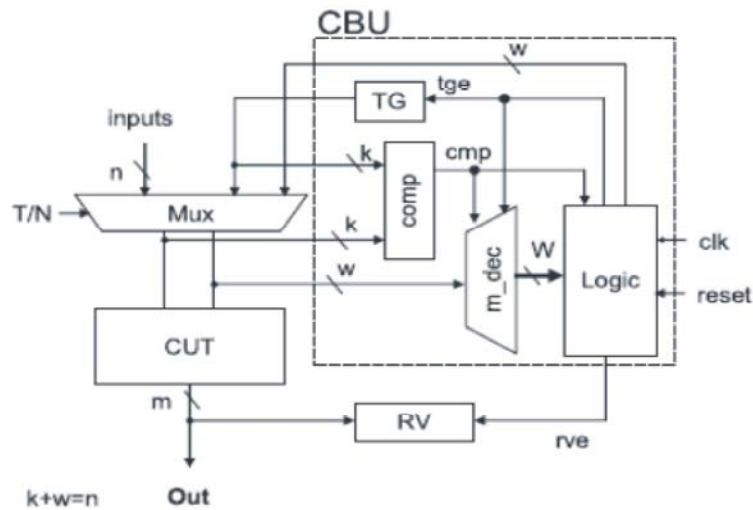 CBU
w
tge
TG
inputs
n
k
cmp
comp
T/N
Mux
k
W
m_dec
Logic
clk
w
reset
CUT
m
RV
rve
k+w=n
Out